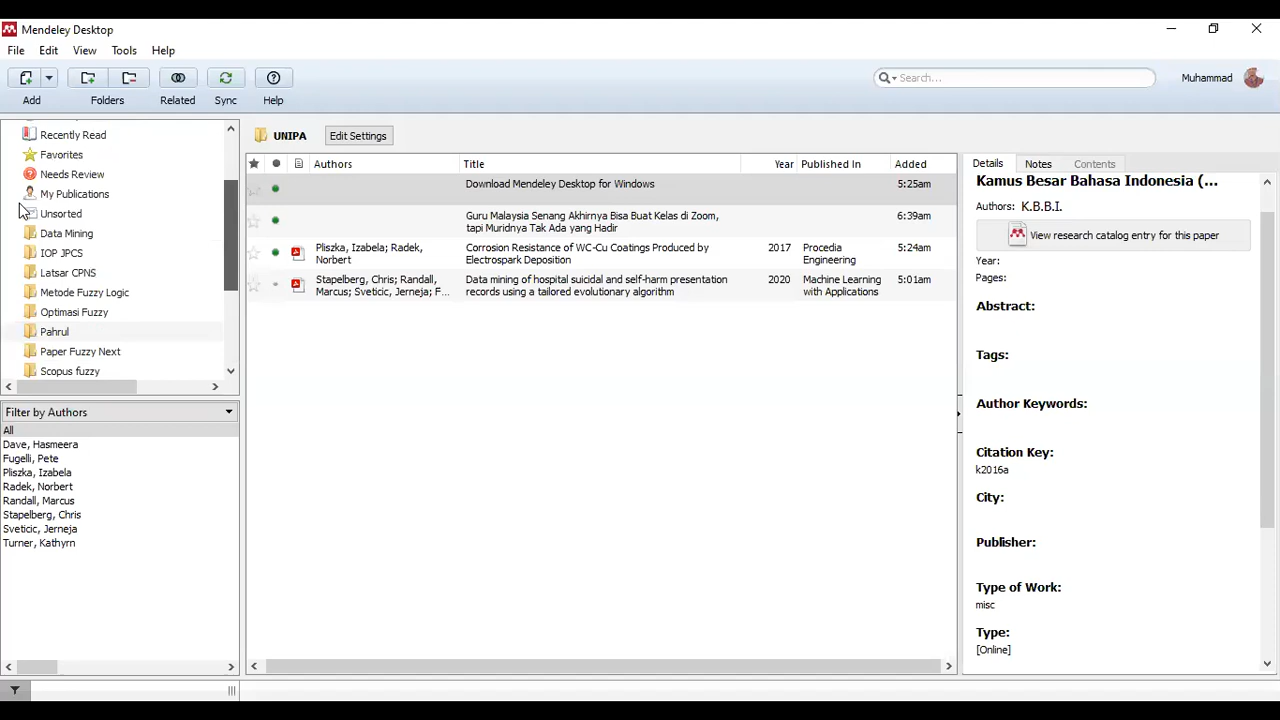 Mendeley Desktop
File Edit View Tools Help
Search...
Muhammad
Add Folders Related Sync Help
Recently Read
Favorites
Needs Review
My Publications
Unsorted
Data Mining
IOP JPCS
Latsar CPNS
Metode Fuzzy Logic
Optimasi Fuzzy
Pahrul
Paper Fuzzy Next
Scopus fuzzy
Filter by Authors
All
Dave, Hasmeera
Fugelli, Pete
Pliszka, Izabela
Radek, Norbert
Randall, Marcus
Stapelberg, Chris
Sveticic, Jerneja
Turner, Kathyrn
UNIPA Edit Settings
Authors Title Year Published In Added
Download Mendeley Desktop for Windows 5:25am
Guru Malaysia Senang Akhirnya Bisa Buat Kelas di Zoom, 6:39am
tapi Muridnya Tak Ada yang Hadir
Pliszka, Izabela; Radek, Corrosion Resistance of WC-Cu Coatings Produced by 2017 Procedia 5:24am
Norbert Electrospark Deposition Engineering
Stapelberg, Chris; Randall, Data mining of hospital suicidal and self-harm presentation 2020 Machine Learning 5:01am
Marcus; Sveticic, Jerneja; F... records using a tailored evolutionary algorithm with Applications
Details Notes Contents
Kamus Besar Bahasa Indonesia (...
Authors: K.B.B.I.
View research catalog entry for this paper
Year:
Pages:
Abstract:
Tags:
Author Keywords:
Citation Key:
k2016a
City:
Publisher:
Type of Work:
misc
Type:
[Online]